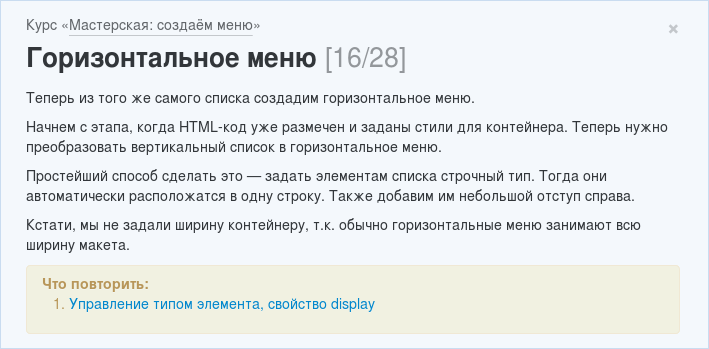 Курс «Мастерская: создаём меню»
×
Горизонтальное меню [16/28]
Теперь из того же самого списка создадим горизонтальное меню.
Начнем с этапа, когда HTML-код уже размечен и заданы стили для контейнера. Теперь нужно
преобразовать вертикальный список в горизонтальное меню.
Простейший способ сделать это — задать элементам списка строчный тип. Тогда они
автоматически расположатся в одну строку. Также добавим им небольшой отступ справа.
Кстати, мы не задали ширину контейнеру, т.к. обычно горизонтальные меню занимают всю
ширину макета.
Что повторить:
1. Управление типом элемента, свойство display